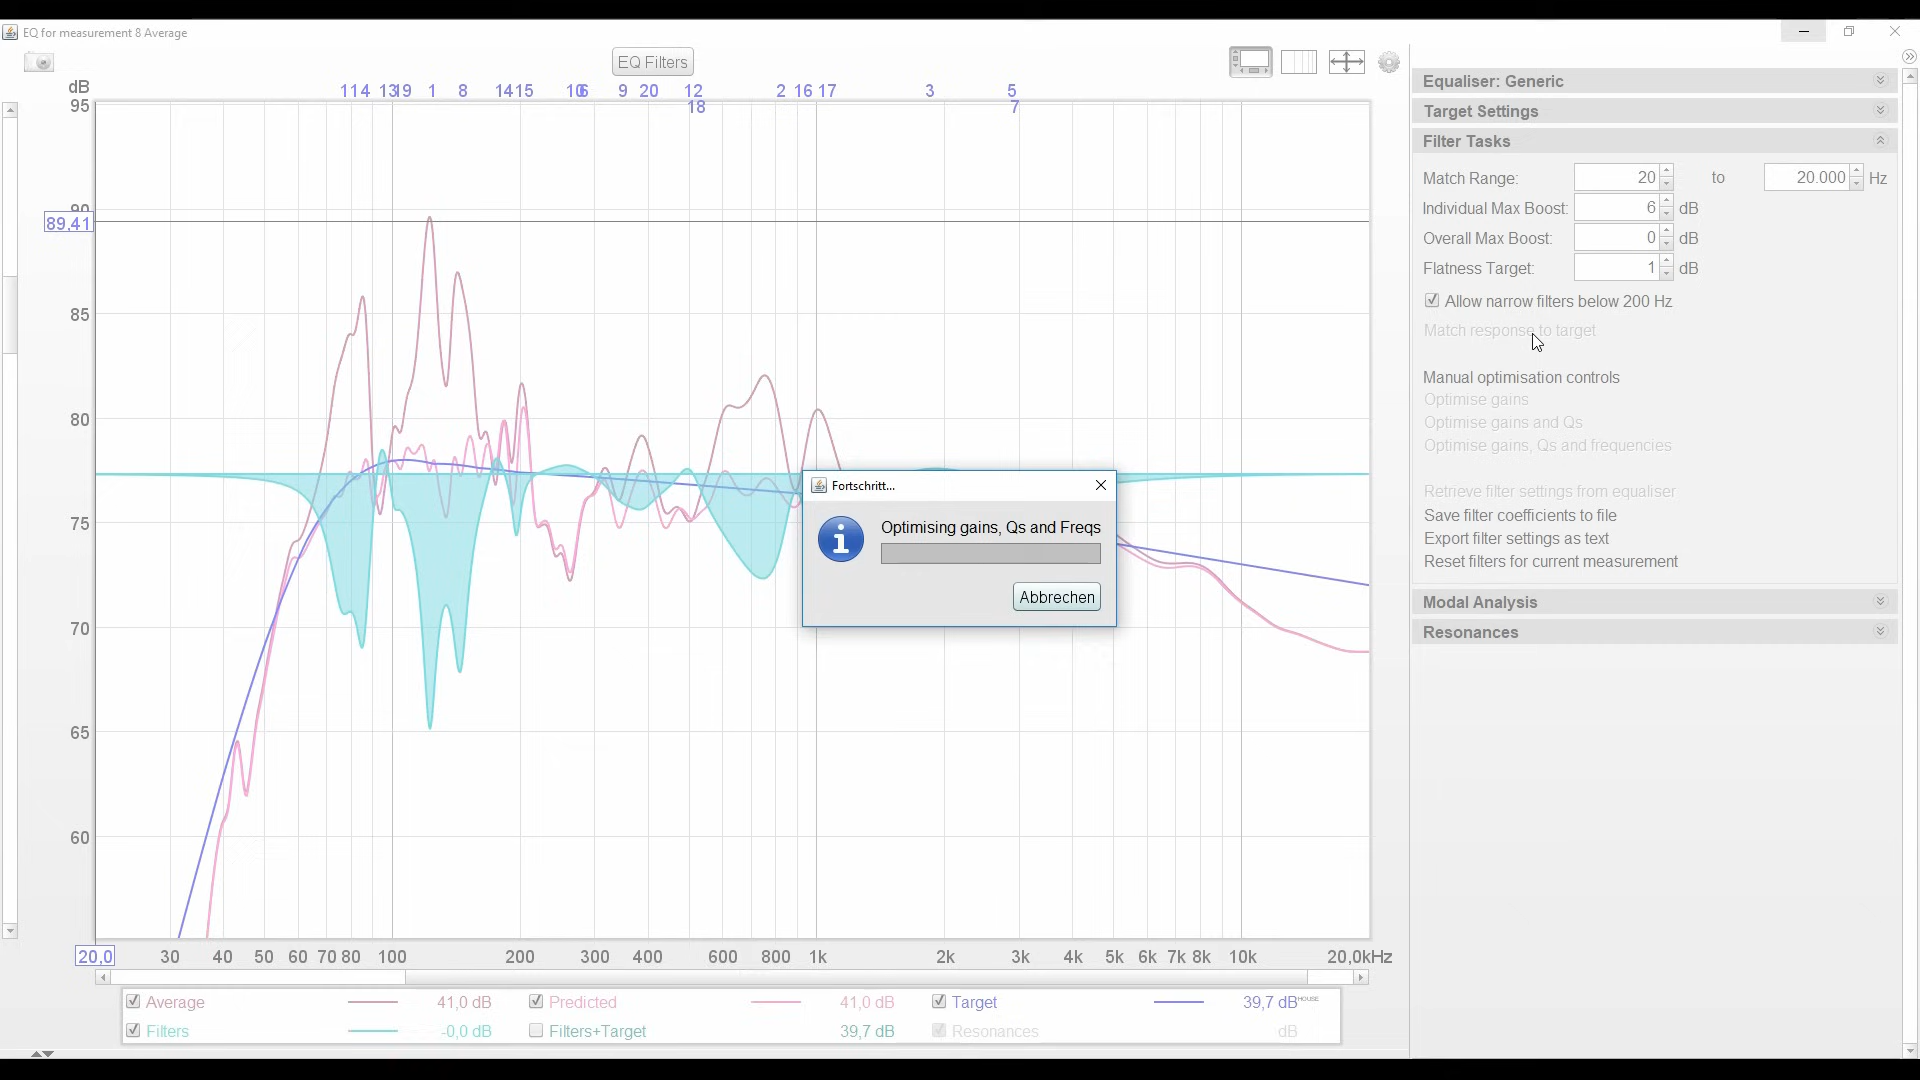 EQ for measurement 8 Average
EQ Filters
dB
114 13 19 1 8 14 15 10 6 9 20 12 2 16 17 3 5
18 7
95
90
89,41
85
80
75
70
65
60
20,0 30 40 50 60 70 80 100 200 300 400 600 800 1k 2k 3k 4k 5k 6k 7k 8k 10k 20,0kHz
Average 41,0 dB Predicted 41,0 dB Target 39,7 dB HOUSE
Filters -0,0 dB Filters+Target 39,7 dB Resonances dB
Fortschritt...
Optimising gains, Qs and Freqs
Abbrechen
Equaliser: Generic
Target Settings
Filter Tasks
Match Range: 20 to 20.000 Hz
Individual Max Boost: 6 dB
Overall Max Boost: 0 dB
Flatness Target: 1 dB
Allow narrow filters below 200 Hz
Match response to target
Manual optimisation controls
Optimise gains
Optimise gains and Qs
Optimise gains, Qs and frequencies
Retrieve filter settings from equaliser
Save filter coefficients to file
Export filter settings as text
Reset filters for current measurement
Modal Analysis
Resonances